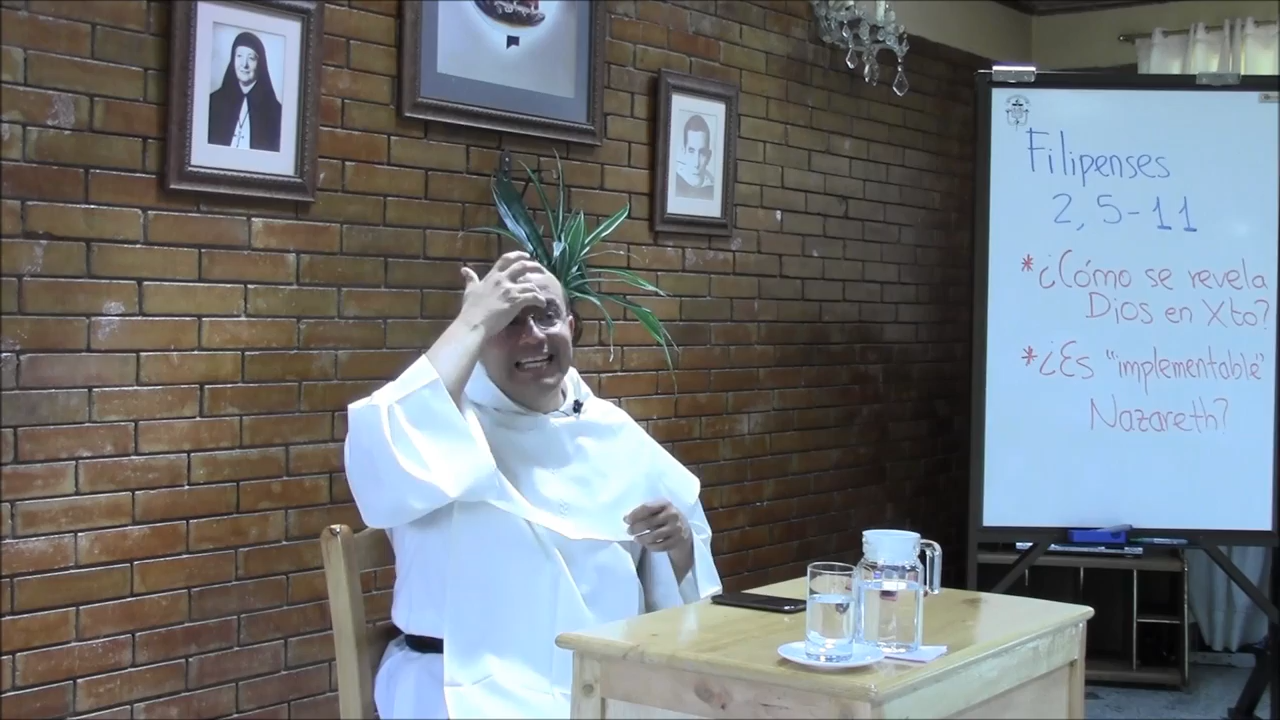 Filipenses
2, 5-11
*¿Cómo se revela
Dios en Xto?
*¿Es "implementable"
Nazareth?